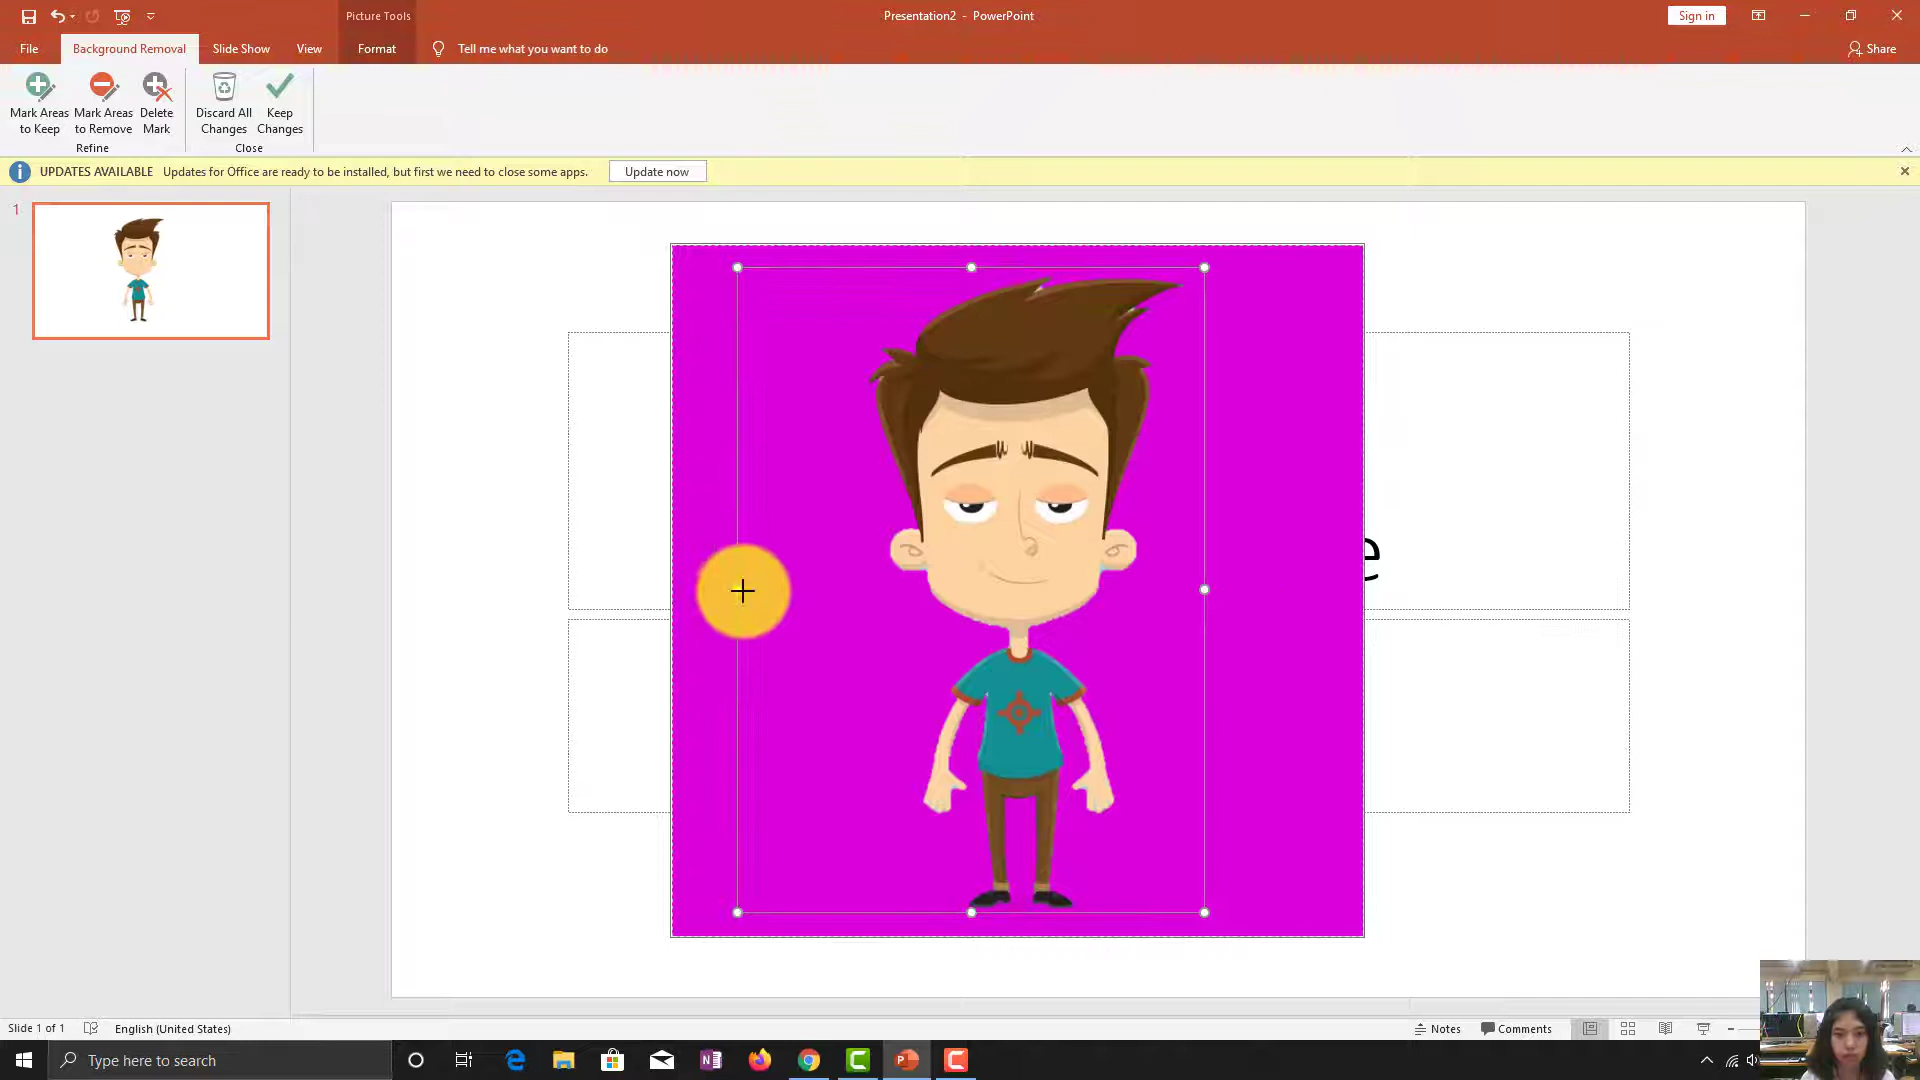 Picture Tools
Presentation2 - PowerPoint
Sign in
File
Background Removal
Slide Show
View
Format
Tell me what you want to do
Share
Mark Areas to Keep
Mark Areas to Remove
Delete Mark
Discard All Changes
Keep Changes
Refine
Close
UPDATES AVAILABLE Updates for Office are ready to be installed, but first we need to close some apps.
Update now
1
e
Slide 1 of 1
English (United States)
Notes
Comments
Type here to search